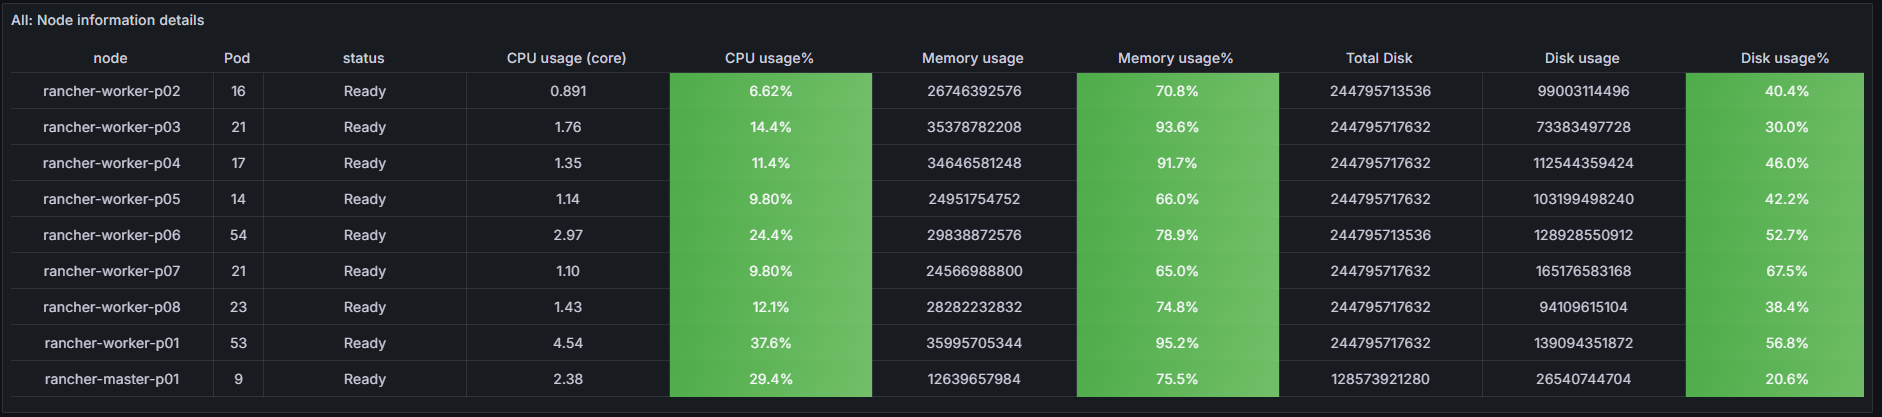 All: Node information details
node Pod status CPU usage (core) CPU usage% Memory usage Memory usage% Total Disk Disk usage Disk usage%
rancher-worker-p02 16 Ready 0.891 6.62% 26746392576 70.8% 244795713536 99003114496 40.4%
rancher-worker-p03 21 Ready 1.76 14.4% 35378782208 93.6% 244795717632 73383497728 30.0%
rancher-worker-p04 17 Ready 1.35 11.4% 34646581248 91.7% 244795717632 112544359424 46.0%
rancher-worker-p05 14 Ready 1.14 9.80% 24951754752 66.0% 244795717632 103199498240 42.2%
rancher-worker-p06 54 Ready 2.97 24.4% 29838872576 78.9% 244795713536 128928550912 52.7%
rancher-worker-p07 21 Ready 1.10 9.80% 24566988800 65.0% 244795717632 165176583168 67.5%
rancher-worker-p08 23 Ready 1.43 12.1% 28282232832 74.8% 244795717632 94109615104 38.4%
rancher-worker-p01 53 Ready 4.54 37.6% 35995705344 95.2% 244795717632 139094351872 56.8%
rancher-master-p01 9 Ready 2.38 29.4% 12639657984 75.5% 128573921280 26540744704 20.6%